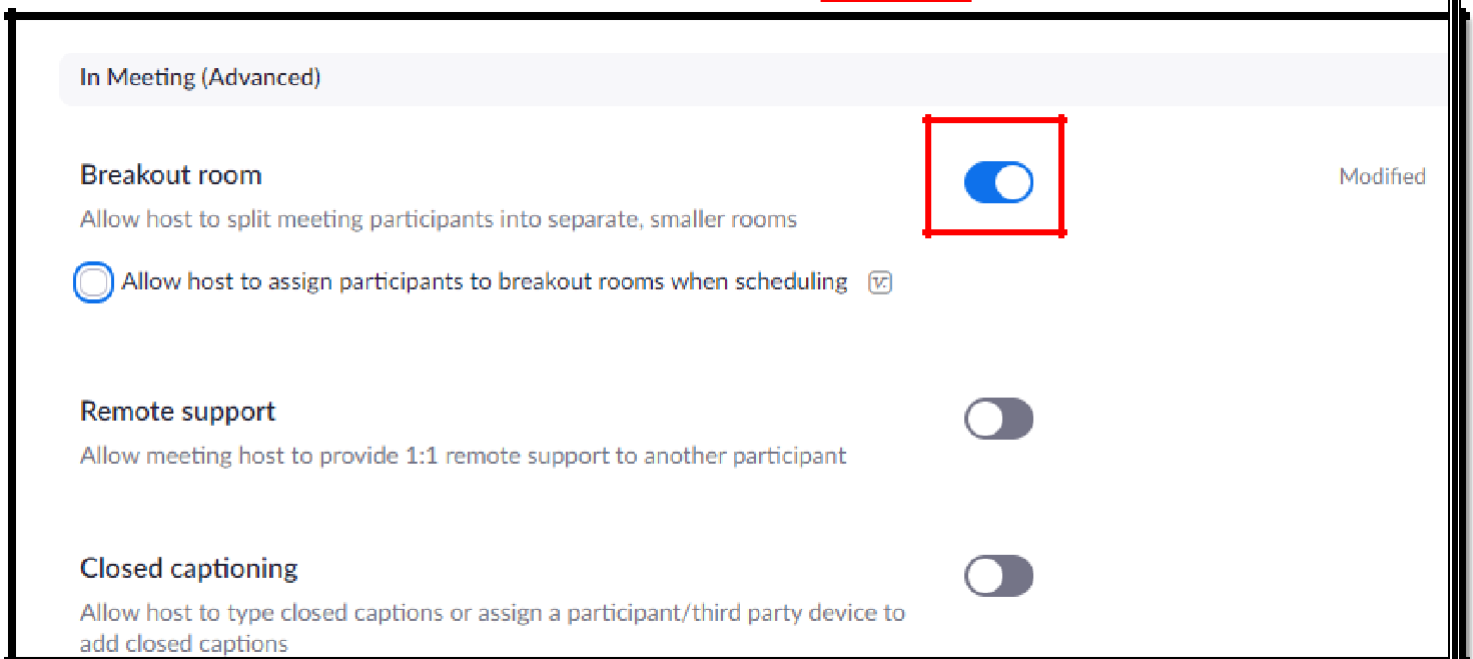 In Meeting (Advanced)
Breakout room
Modified
Allow host to split meeting participants into separate, smaller rooms
Allow host to assign participants to breakout rooms when scheduling
Remote support
Allow meeting host to provide 1:1 remote support to another participant
Closed captioning
Allow host to type closed captions or assign a participant/third party device to
add closed captions